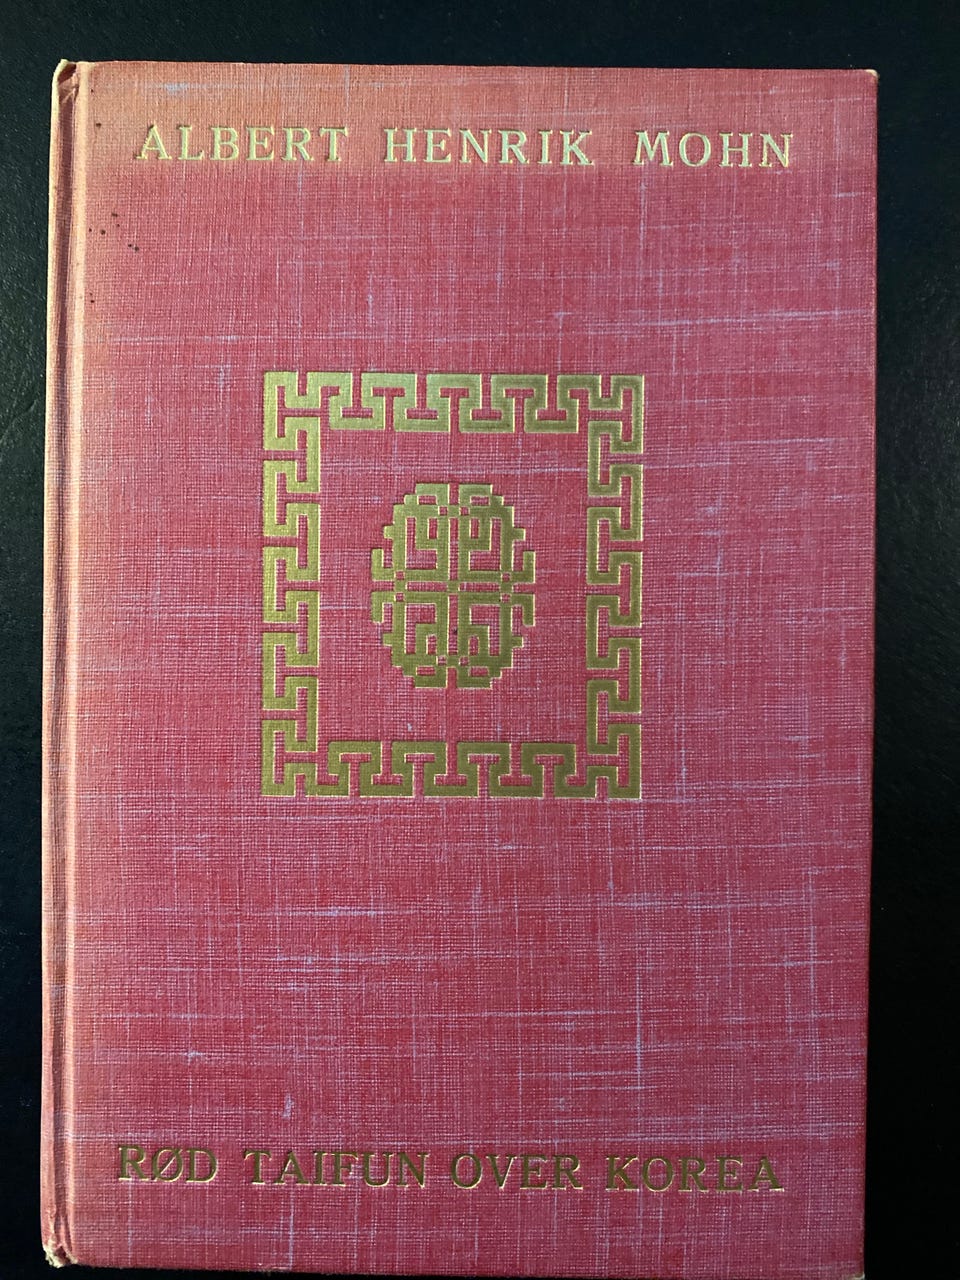 ALBERT HENRIK MOHN
RØD TAIFUN OVER KOREA